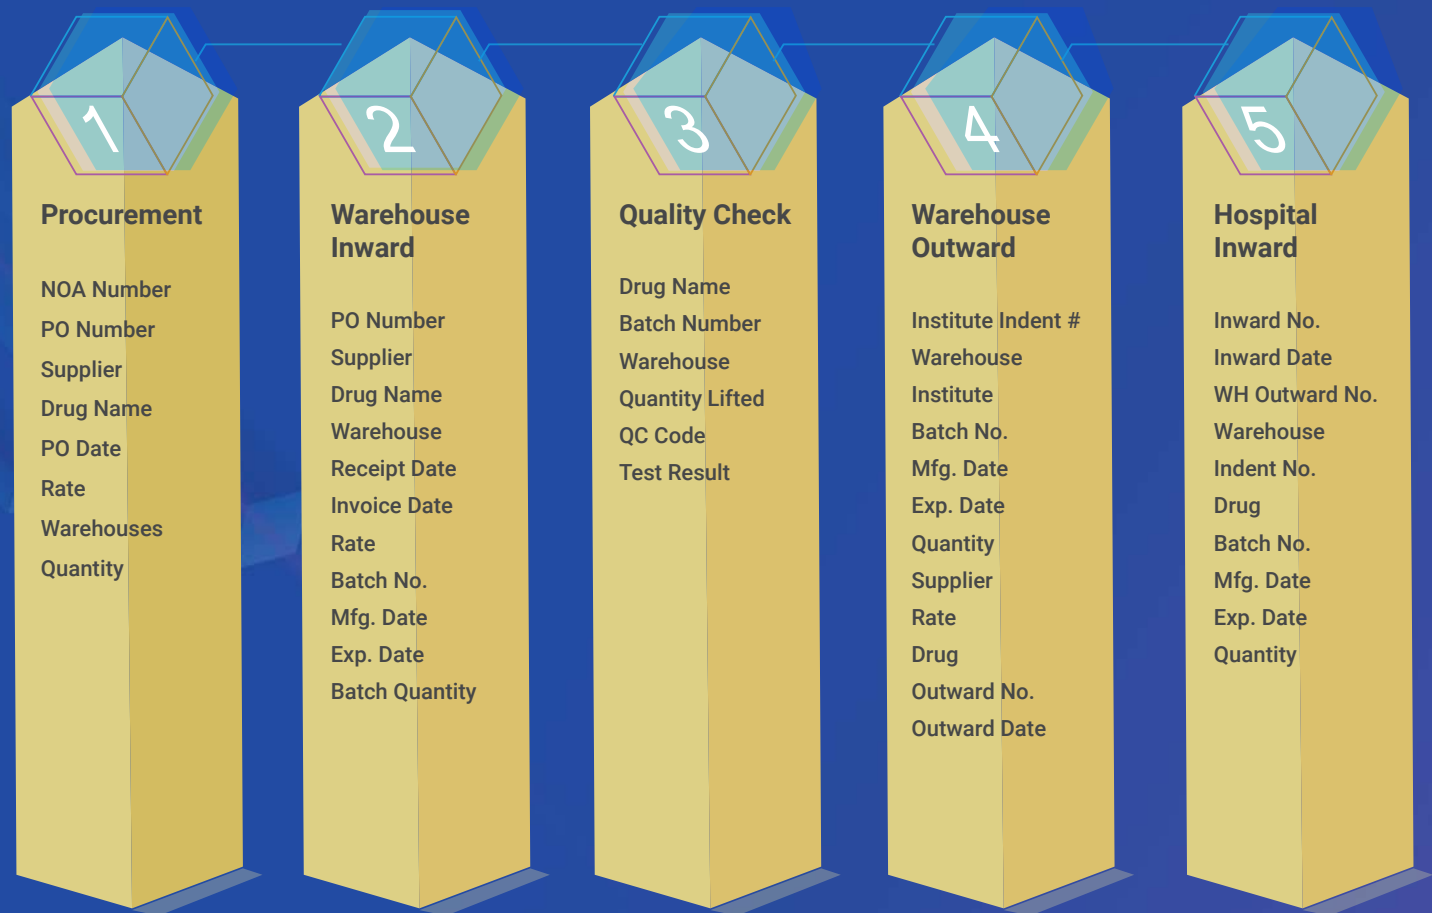 1
Procurement
NOA Number
PO Number
Supplier
Drug Name
PO Date
Rate
Warehouses
Quantity
2
Warehouse
Inward
PO Number
Supplier
Drug Name
Warehouse
Receipt Date
Invoice Date
Rate
Batch No.
Mfg. Date
Exp. Date
Batch Quantity
3
Quality Check
Drug Name
Batch Number
Warehouse
Quantity Lifted
QC Code
Test Result
4
Warehouse
Outward
Institute Indent #
Warehouse
Institute
Batch No.
Mfg. Date
Exp. Date
Quantity
Supplier
Rate
Drug
Outward No.
Outward Date
5
Hospital
Inward
Inward No.
Inward Date
WH Outward No.
Warehouse
Indent No.
Drug
Batch No.
Mfg. Date
Exp. Date
Quantity